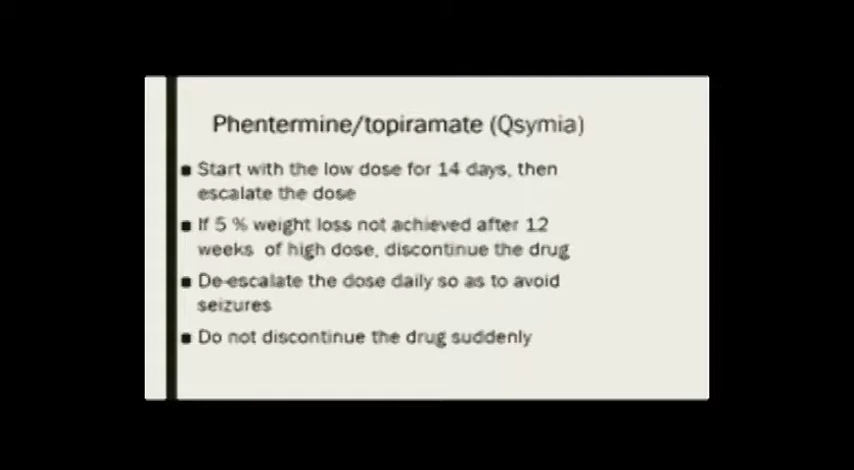 Phentermine/topiramate (Qsymia)
■ Start with the low dose for 14 days, then
escalate the dose
■ If 5 % weight loss not achieved after 12
weeks of high dose, discontinue the drug
■ De-escalate the dose daily so as to avoid
seizures
■ Do not discontinue the drug suddenly